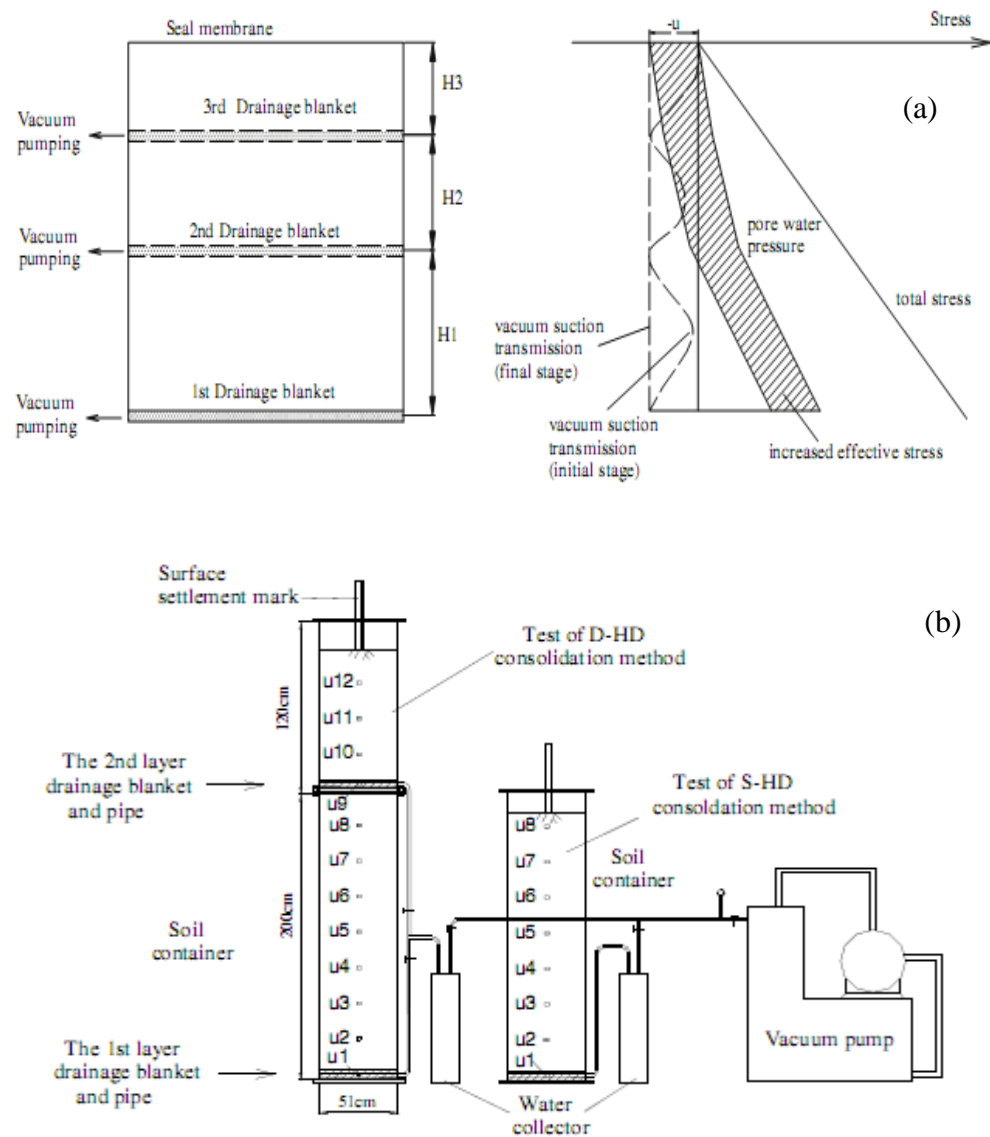 Seal membrane
Stress
-u
(a)
H3
3rd Drainage blanket
Vacuum
pumping
H2
2nd Drainage blanket
Vacuum
pumping
pore water
pressure
total stress
H1
vacuum suction
transmission
(final stage)
1st Drainage blanket
Vacuum
pumping
vacuum suction
transmission
(initial stage)
increased effective stress
(b)
Surface
settlement mark
Test of D-HD
consolidation method
120cm
u12
u11
u10
The 2nd layer
drainage blanket
and pipe
Test of S-HD
consoldation method
u9
u8
u7
u6
u5
u4
u3
u2
u1
200cm
Soil
container
u8
u7
u6
u5
u4
u3
u2
u1
Soil
container
Vacuum pump
The 1st layer
drainage blanket
and pipe
51cm
Water
collector